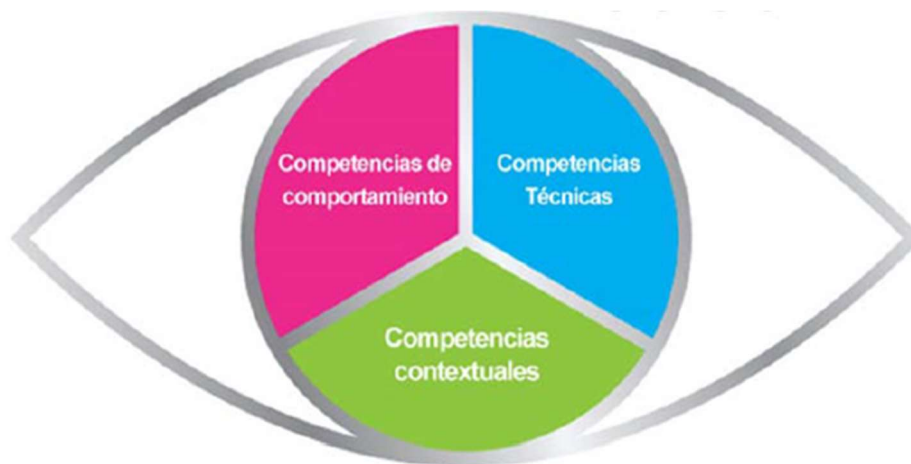 Competencias de
comportamiento
Competencias
Técnicas
Competencias
contextuales